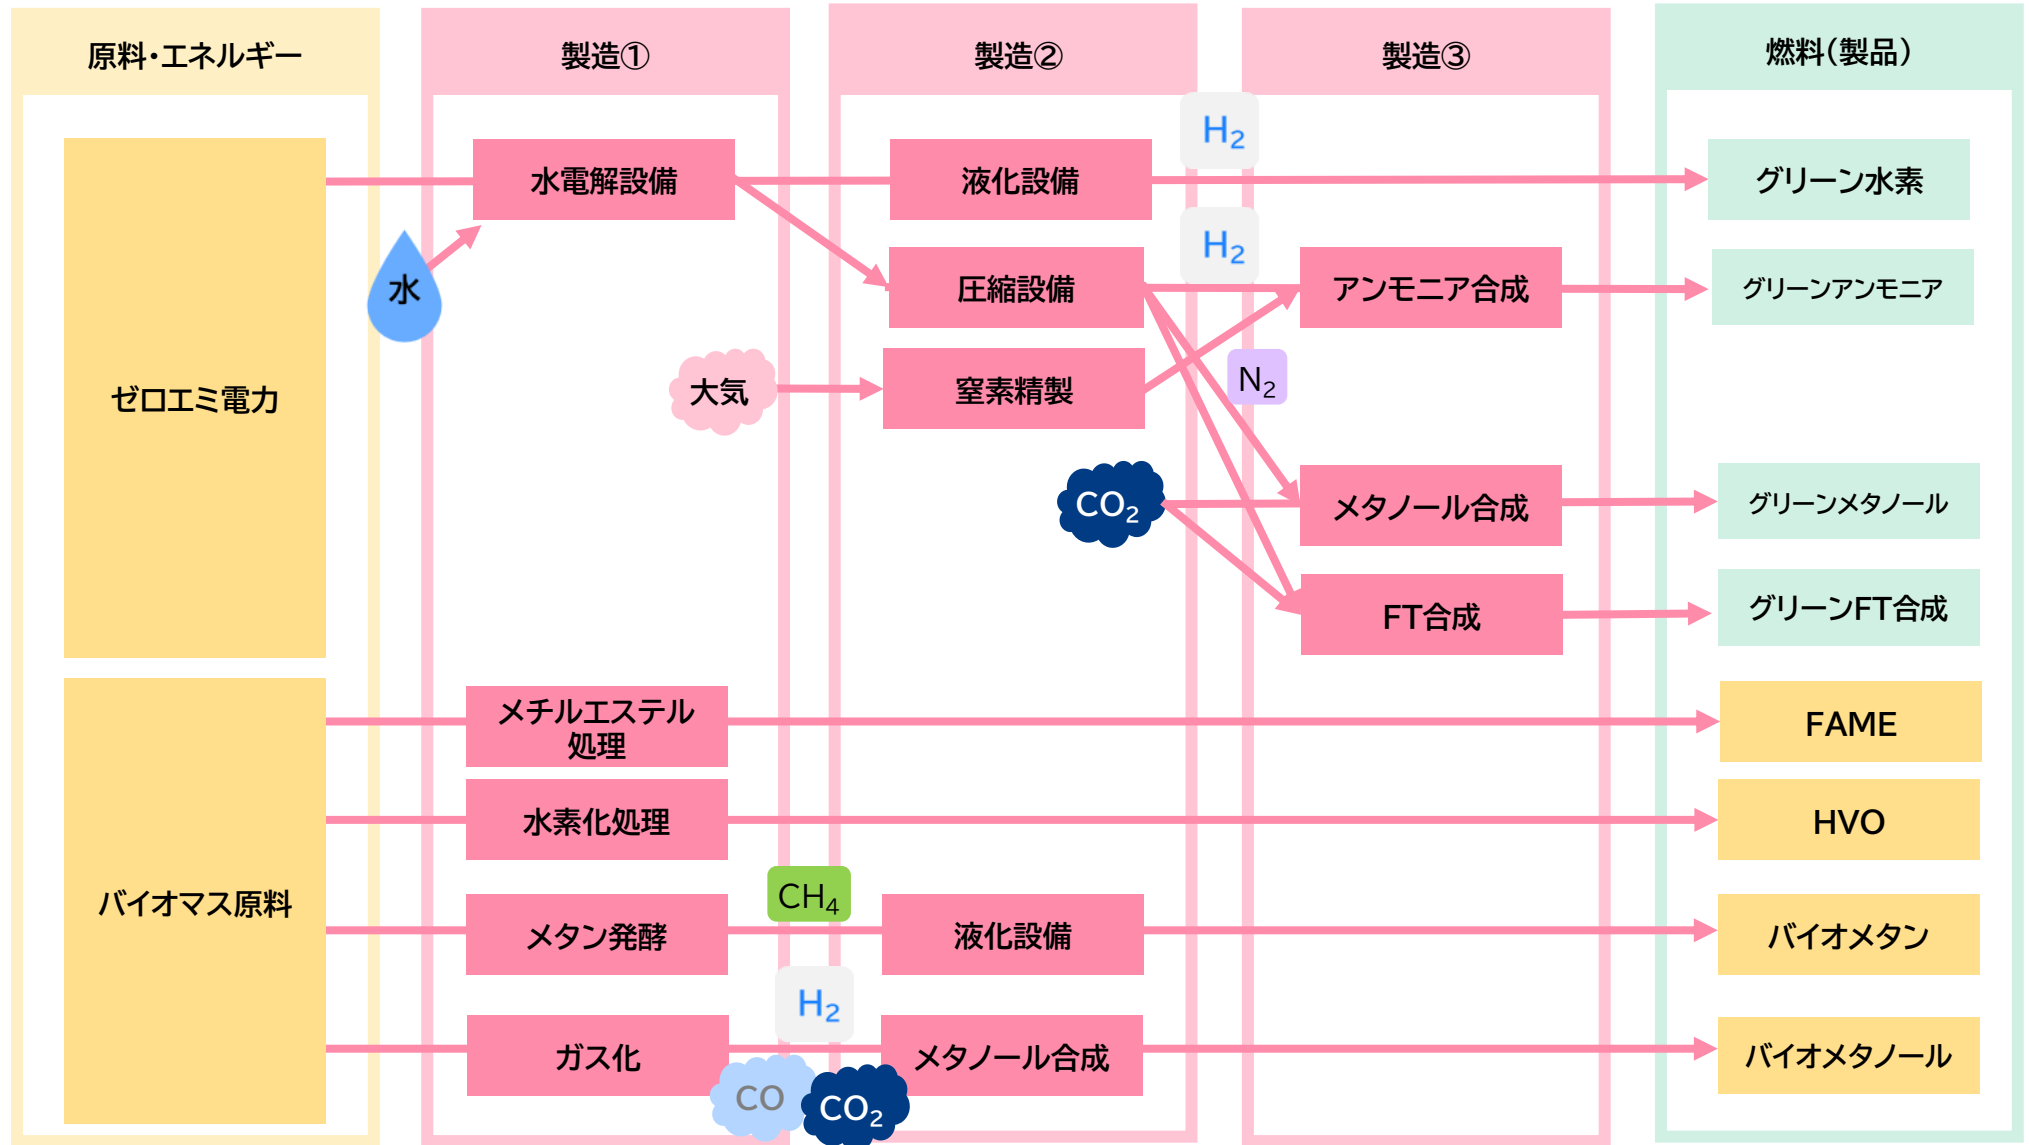 原料・エネルギー
製造①
製造②
製造③
燃料（製品）
ゼロエミ電力
水
水電解設備
液化設備
H₂
グリーン水素
圧縮設備
H₂
アンモニア合成
グリーンアンモニア
大気
窒素精製
N₂
CO₂
メタノール合成
グリーンメタノール
FT合成
グリーンFT合成
バイオマス原料
メチルエステル
処理
FAME
水素化処理
HVO
メタン発酵
CH₄
液化設備
バイオメタン
ガス化
H₂
CO
CO₂
メタノール合成
バイオメタノール